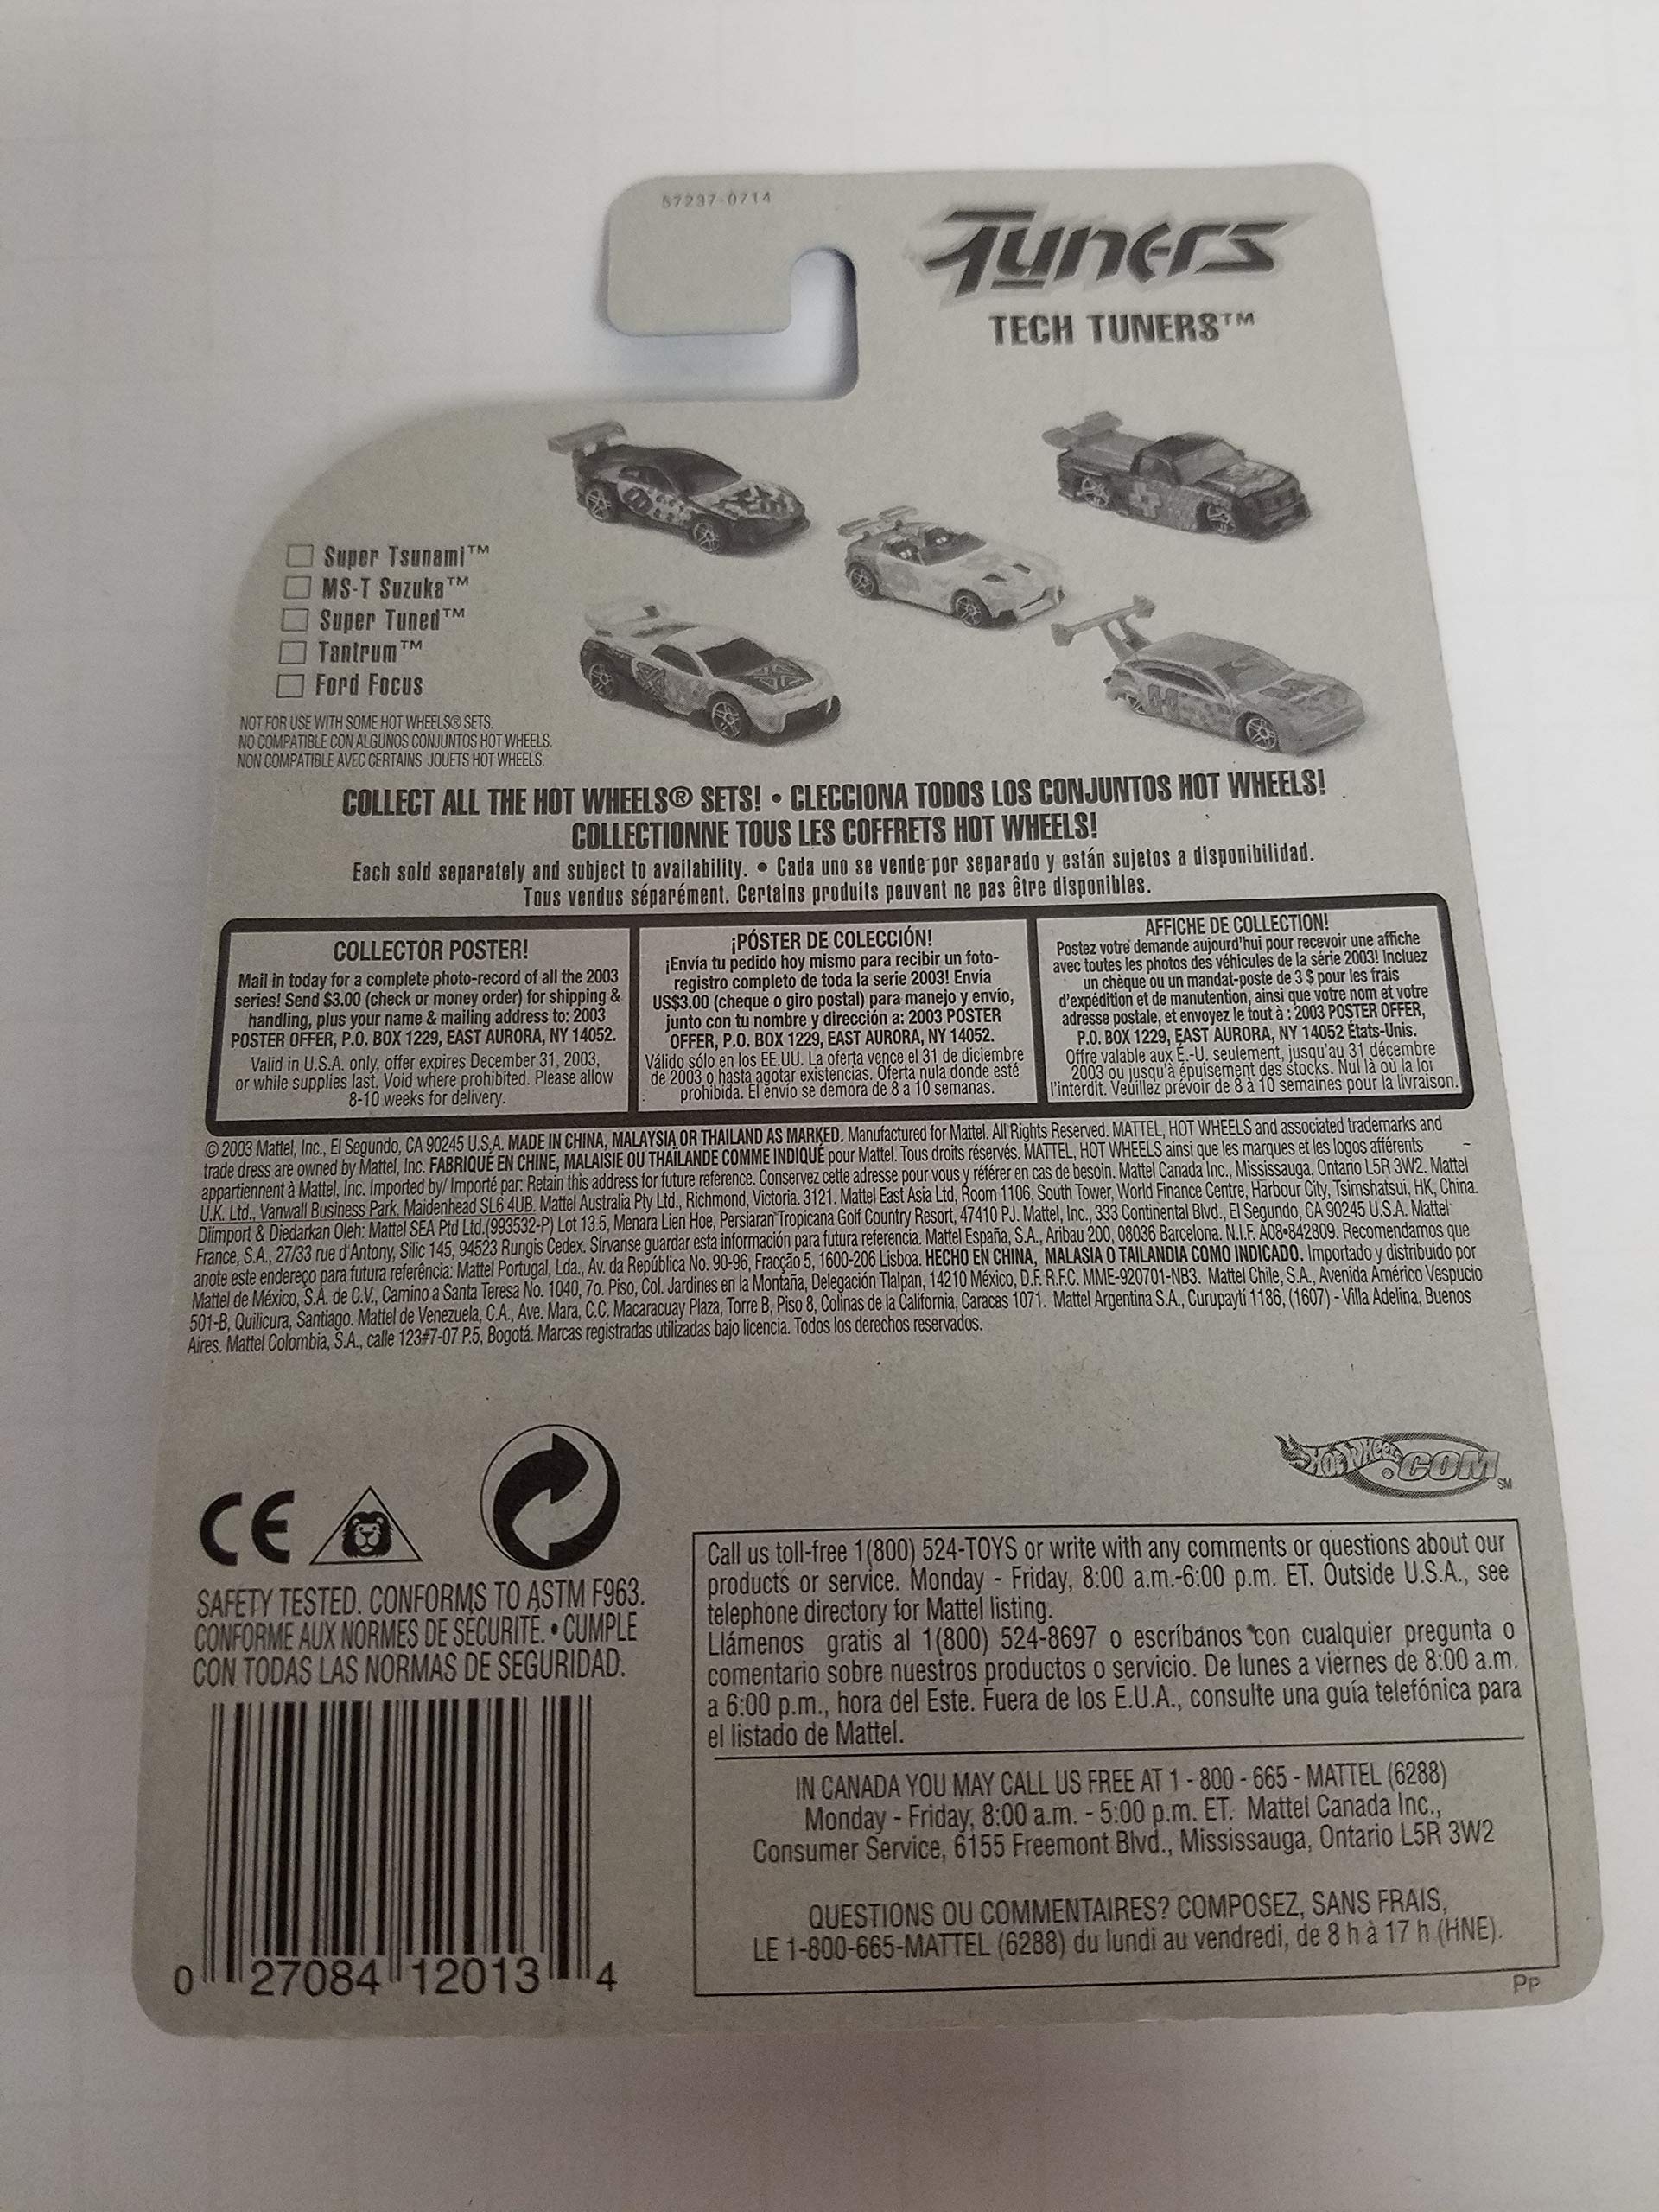 57237-0714
Tuners
TECH TUNERS™
Super Tsunami™
MS-T Suzuka™
Super Tuned™
Tantrum™
Ford Focus
NOT FOR USE WITH SOME HOT WHEELS® SETS.
NO COMPATIBLE CON ALGUNOS CONJUNTOS HOT WHEELS.
NON COMPATIBLE AVEC CERTAINS JOUETS HOT WHEELS.
COLLECT ALL THE HOT WHEELS® SETS! • CLECCIONA TODOS LOS CONJUNTOS HOT WHEELS!
COLLECTIONNE TOUS LES COFFRETS HOT WHEELS!
Each sold separately and subject to availability. • Cada uno se vende por separado y están sujetos a disponibilidad.
Tous vendus séparément. Certains produits peuvent ne pas être disponibles.
COLLECTOR POSTER!
Mail in today for a complete photo-record of all the 2003
series! Send $3.00 (check or money order) for shipping &
handling, plus your name & mailing address to: 2003
POSTER OFFER, P.O. BOX 1229, EAST AURORA, NY 14052.
Valid in U.S.A. only, offer expires December 31, 2003,
or while supplies last. Void where prohibited. Please allow
8-10 weeks for delivery.
¡PÓSTER DE COLECCIÓN!
¡Envía tu pedido hoy mismo para recibir un foto-
registro completo de toda la serie 2003! Envía
US$3.00 (cheque o giro postal) para manejo y envío,
junto con tu nombre y dirección a: 2003 POSTER
OFFER, P.O. BOX 1229, EAST AURORA, NY 14052.
Válido sólo en los EE.UU. La oferta vence el 31 de diciembre
de 2003 o hasta agotar existencias. Oferta nula donde esté
prohibida. El envío se demora de 8 a 10 semanas.
AFFICHE DE COLLECTION!
Postez votre demande aujourd'hui pour recevoir une affiche
avec toutes les photos des véhicules de la série 2003! Incluez
un chèque ou un mandat-poste de 3 $ pour les frais
d'expédition et de manutention, ainsi que votre nom et votre
adresse postale, et envoyez le tout à : 2003 POSTER OFFER,
P.O. BOX 1229, EAST AURORA, NY 14052 États-Unis.
Offre valable aux É.-U. seulement, jusqu'au 31 décembre
2003 ou jusqu'à épuisement des stocks. Nul là où la loi
l'interdit. Veuillez prévoir de 8 à 10 semaines pour la livraison.
© 2003 Mattel, Inc., El Segundo, CA 90245 U.S.A. MADE IN CHINA, MALAYSIA OR THAILAND AS MARKED. Manufactured for Mattel. All Rights Reserved. MATTEL, HOT WHEELS and associated trademarks and
trade dress are owned by Mattel, Inc. FABRIQUÉ EN CHINE, MALAISIE OU THAÏLANDE COMME INDIQUÉ pour Mattel. Tous droits réservés. MATTEL, HOT WHEELS ainsi que les marques et les logos afférents
appartiennent à Mattel, Inc. Imported by/ Importé par: Retain this address for future reference. Conservez cette adresse pour vous y référer en cas de besoin. Mattel Canada Inc., Mississauga, Ontario L5R 3W2. Mattel
U.K. Ltd., Vanwall Business Park, Maidenhead SL6 4UB. Mattel Australia Pty Ltd., Richmond, Victoria. 3121. Mattel East Asia Ltd, Room 1106, South Tower, World Finance Centre, Harbour City, Tsimshatsui, HK, China.
Diimport & Diedarkan Oleh: Mattel SEA Ptd Ltd.(993532-P) Lot 13.5, Menara Lien Hoe, Persiaran Tropicana Golf Country Resort, 47410 PJ. Mattel, Inc., 333 Continental Blvd., El Segundo, CA 90245 U.S.A. Mattel
France, S.A., 27/33 rue d'Antony, Silic 145, 94523 Rungis Cedex. Sírvanse guardar esta información para futura referencia. Mattel España, S.A., Aribau 200, 08036 Barcelona. N.I.F. A08•842809. Recomendamos que
anote este endereço para futura referência: Mattel Portugal, Lda., Av. da República No. 90-96, Fracção 5, 1600-206 Lisboa. HECHO EN CHINA, MALASIA O TAILANDIA COMO INDICADO. Importado y distribuido por
Mattel de México, S.A. de C.V., Camino a Santa Teresa No. 1040, 7o. Piso, Col. Jardines en la Montaña, Delegación Tlalpan, 14210 México, D.F. R.F.C. MME-920701-NB3. Mattel Chile, S.A., Avenida Américo Vespucio
501-B, Quilicura, Santiago. Mattel de Venezuela, C.A., Ave. Mara, C.C. Macaracuay Plaza, Torre B, Piso 8, Colinas de la California, Caracas 1071. Mattel Argentina S.A., Curupaytí 1186, (1607) - Villa Adelina, Buenos
Aires. Mattel Colombia, S.A., calle 123#7-07 P.5, Bogotá. Marcas registradas utilizadas bajo licencia. Todos los derechos reservados.
HOT WHEELS.COM SM
CE
SAFETY TESTED. CONFORMS TO ASTM F963.
CONFORME AUX NORMES DE SÉCURITÉ. • CUMPLE
CON TODAS LAS NORMAS DE SEGURIDAD.
0 27084 12013 4
Call us toll-free 1(800) 524-TOYS or write with any comments or questions about our
products or service. Monday - Friday, 8:00 a.m.-6:00 p.m. ET. Outside U.S.A., see
telephone directory for Mattel listing.
Llámenos gratis al 1(800) 524-8697 o escríbanos con cualquier pregunta o
comentario sobre nuestros productos o servicio. De lunes a viernes de 8:00 a.m.
a 6:00 p.m., hora del Este. Fuera de los E.U.A., consulte una guía telefónica para
el listado de Mattel.
IN CANADA YOU MAY CALL US FREE AT 1 - 800 - 665 - MATTEL (6288)
Monday - Friday, 8:00 a.m. - 5:00 p.m. ET. Mattel Canada Inc.,
Consumer Service, 6155 Freemont Blvd., Mississauga, Ontario L5R 3W2
QUESTIONS OU COMMENTAIRES? COMPOSEZ, SANS FRAIS,
LE 1-800-665-MATTEL (6288) du lundi au vendredi, de 8 h à 17 h (HNE).
PP